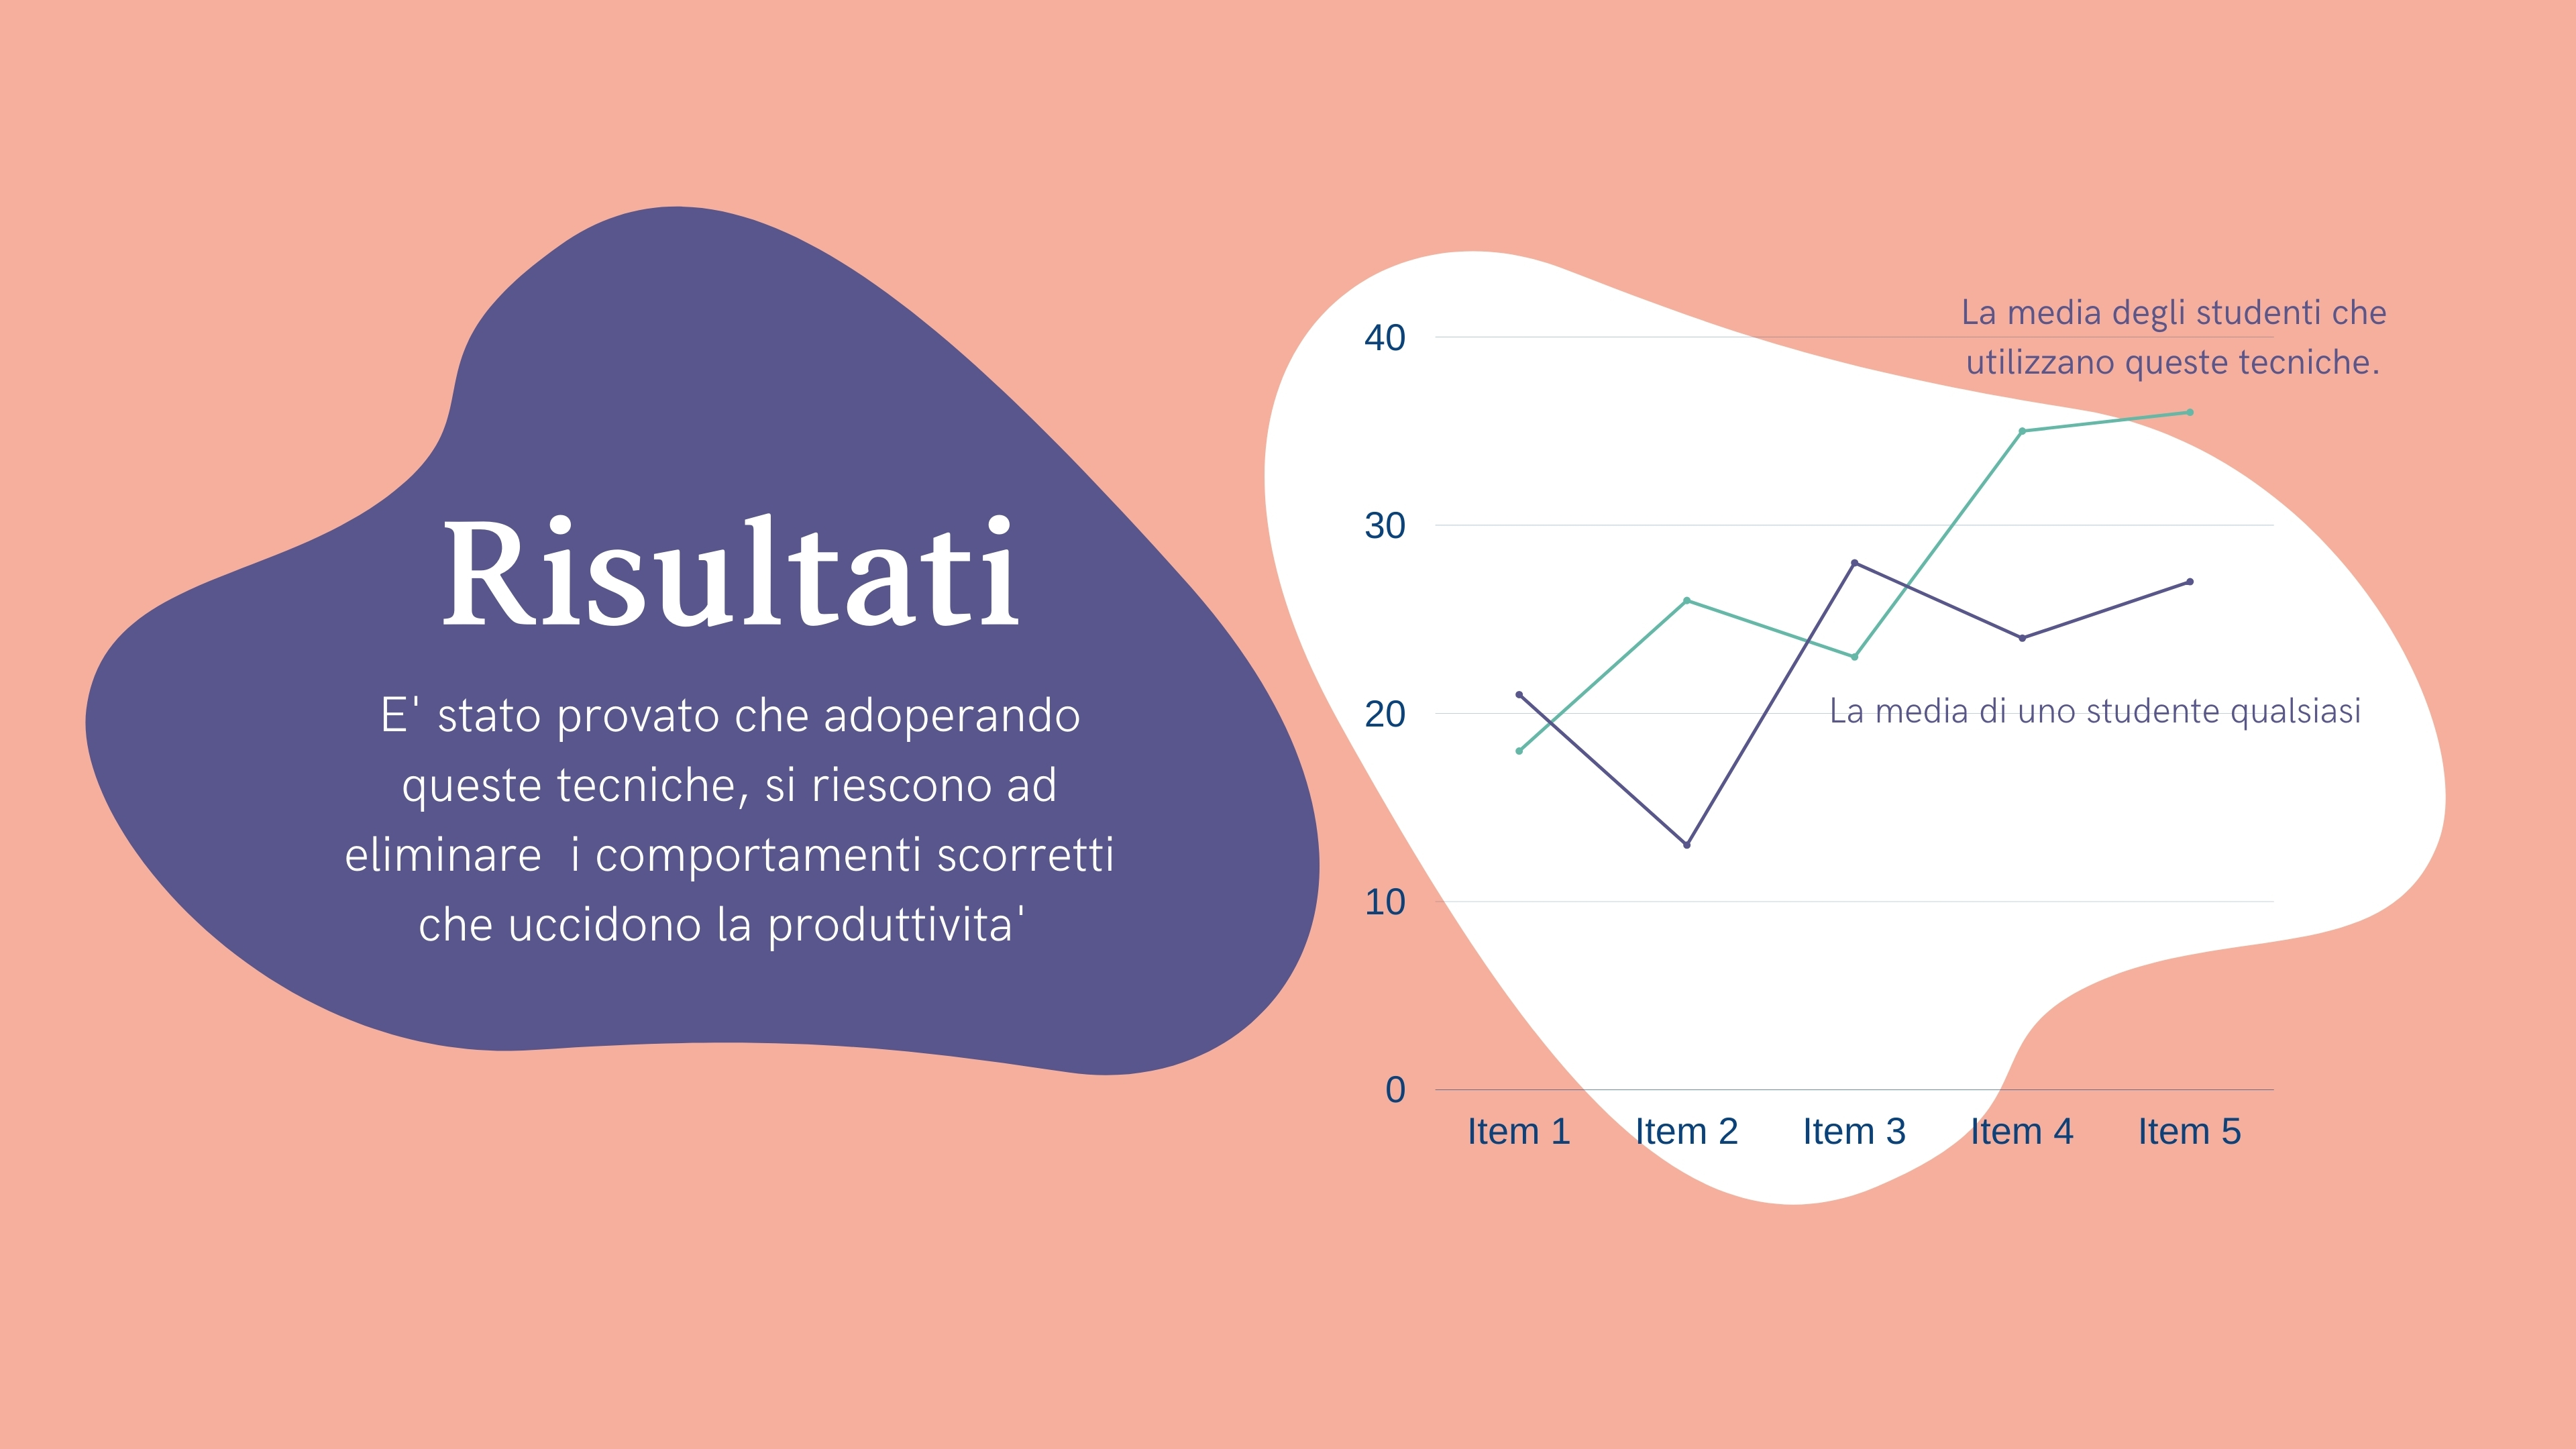 Risultati
E' stato provato che adoperando
queste tecniche, si riescono ad
eliminare  i comportamenti scorretti
che uccidono la produttivita'
La media degli studenti che
utilizzano queste tecniche.
40
30
20
La media di uno studente qualsiasi
10
0
Item 1 Item 2 Item 3 Item 4 Item 5